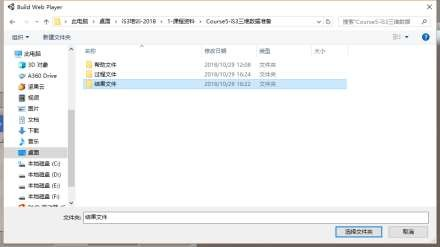 Build Web Player
此电脑 > 桌面 > iS3培训-2018 > 1-课程资料 > Course5-iS3三维数据准备
搜索"Course5-iS3三维数据
组织 新建文件夹
名称 修改日期 类型 大小
此电脑
3D 对象
A360 Drive
坚果云
视频
图片
文档
下载
音乐
桌面
本地磁盘 (C:)
本地磁盘 (D:)
本地磁盘 (E:)
本地磁盘 (F:)
帮助文件 2018/10/29 12:08 文件夹
过程文件 2018/10/29 16:24 文件夹
结果文件 2018/10/29 16:22 文件夹
文件夹: 结果文件
选择文件夹 取消